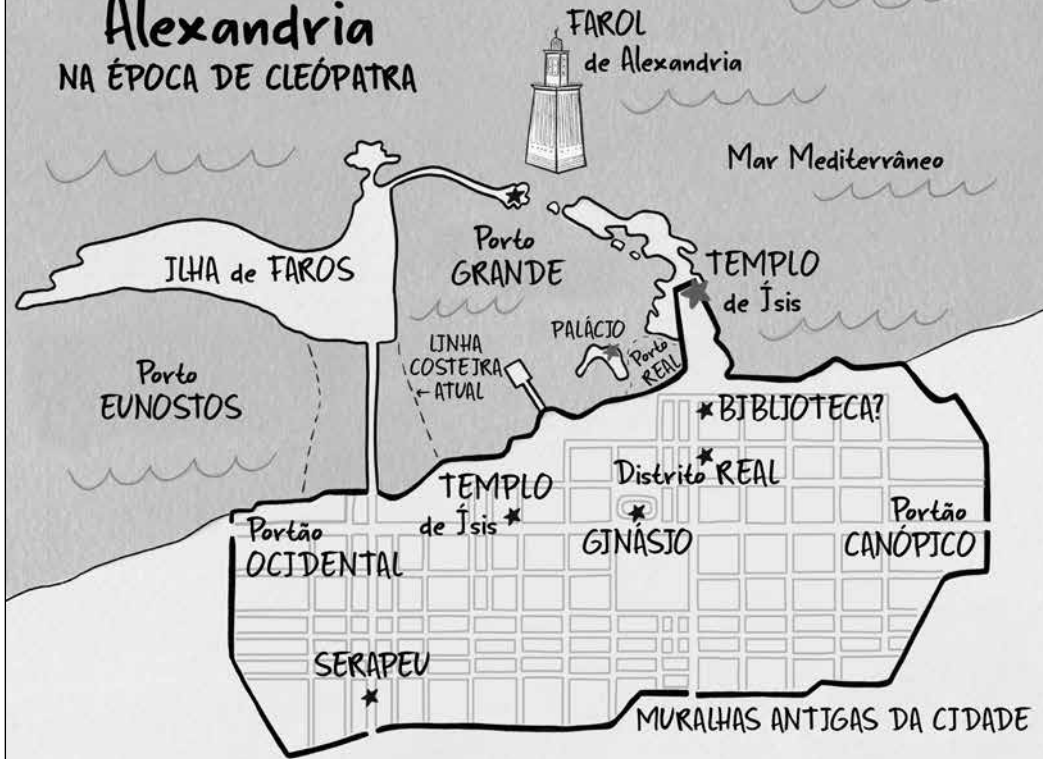 Alexandria
NA ÉPOCA DE CLEÓPATRA
FAROL
de Alexandria
Mar Mediterrâneo
Porto
GRANDE
ILHA de FAROS
TEMPLO
de Ísis
PALÁCIO
Porto
REAL
LINHA
COSTEIRA
← ATUAL
Porto
EUNOSTOS
BIBLIOTECA?
Distrito REAL
TEMPLO
de Ísis
GINÁSIO
Portão
OCIDENTAL
Portão
CANÓPICO
SERAPEU
MURALHAS ANTIGAS DA CIDADE